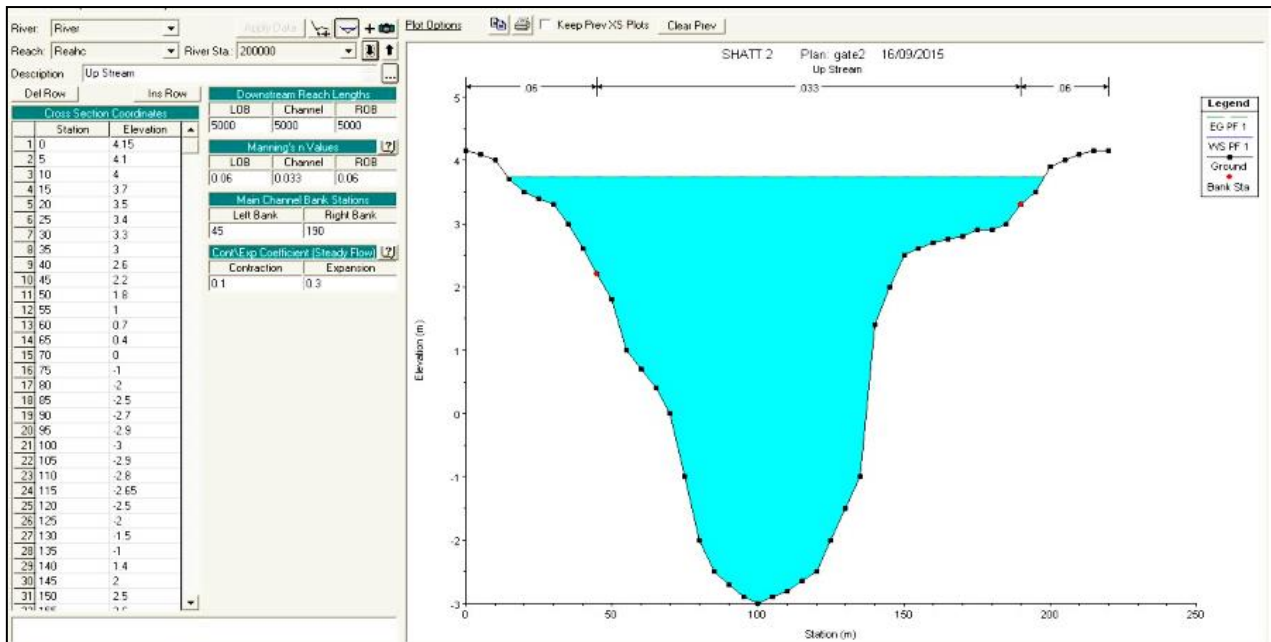 River: River Apply Data
Reach: Reahc River Sta.: 200000
Description Up Stream ...
Del Row Ins Row
Cross Section Coordinates
Station Elevation
1 0 4.15
2 5 4.1
3 10 4
4 15 3.7
5 20 3.5
6 25 3.4
7 30 3.3
8 35 3
9 40 2.6
10 45 2.2
11 50 1.8
12 55 1
13 60 0.7
14 65 0.4
15 70 0
16 75 -1
17 80 -2
18 85 -2.5
19 90 -2.7
20 95 -2.9
21 100 -3
22 105 -2.9
23 110 -2.8
24 115 -2.65
25 120 -2.5
26 125 -2
27 130 -1.5
28 135 -1
29 140 1.4
30 145 2
31 150 2.5
Downstream Reach Lengths
LOB Channel ROB
5000 5000 5000
Manning's n Values ?
LOB Channel ROB
0.06 0.033 0.06
Main Channel Bank Stations
Left Bank Right Bank
45 190
Cont\Exp Coefficient (Steady Flow) ?
Contraction Expansion
0.1 0.3
Plot Options Keep Prev XS Plots Clear Prev
SHATT 2 Plan: gate2 16/09/2015
Up Stream
.06 .033 .06
Elevation (m)
5
4
3
2
1
0
-1
-2
-3
0 50 100 150 200 250
Station (m)
Legend
EG PF 1
WS PF 1
Ground
Bank Sta